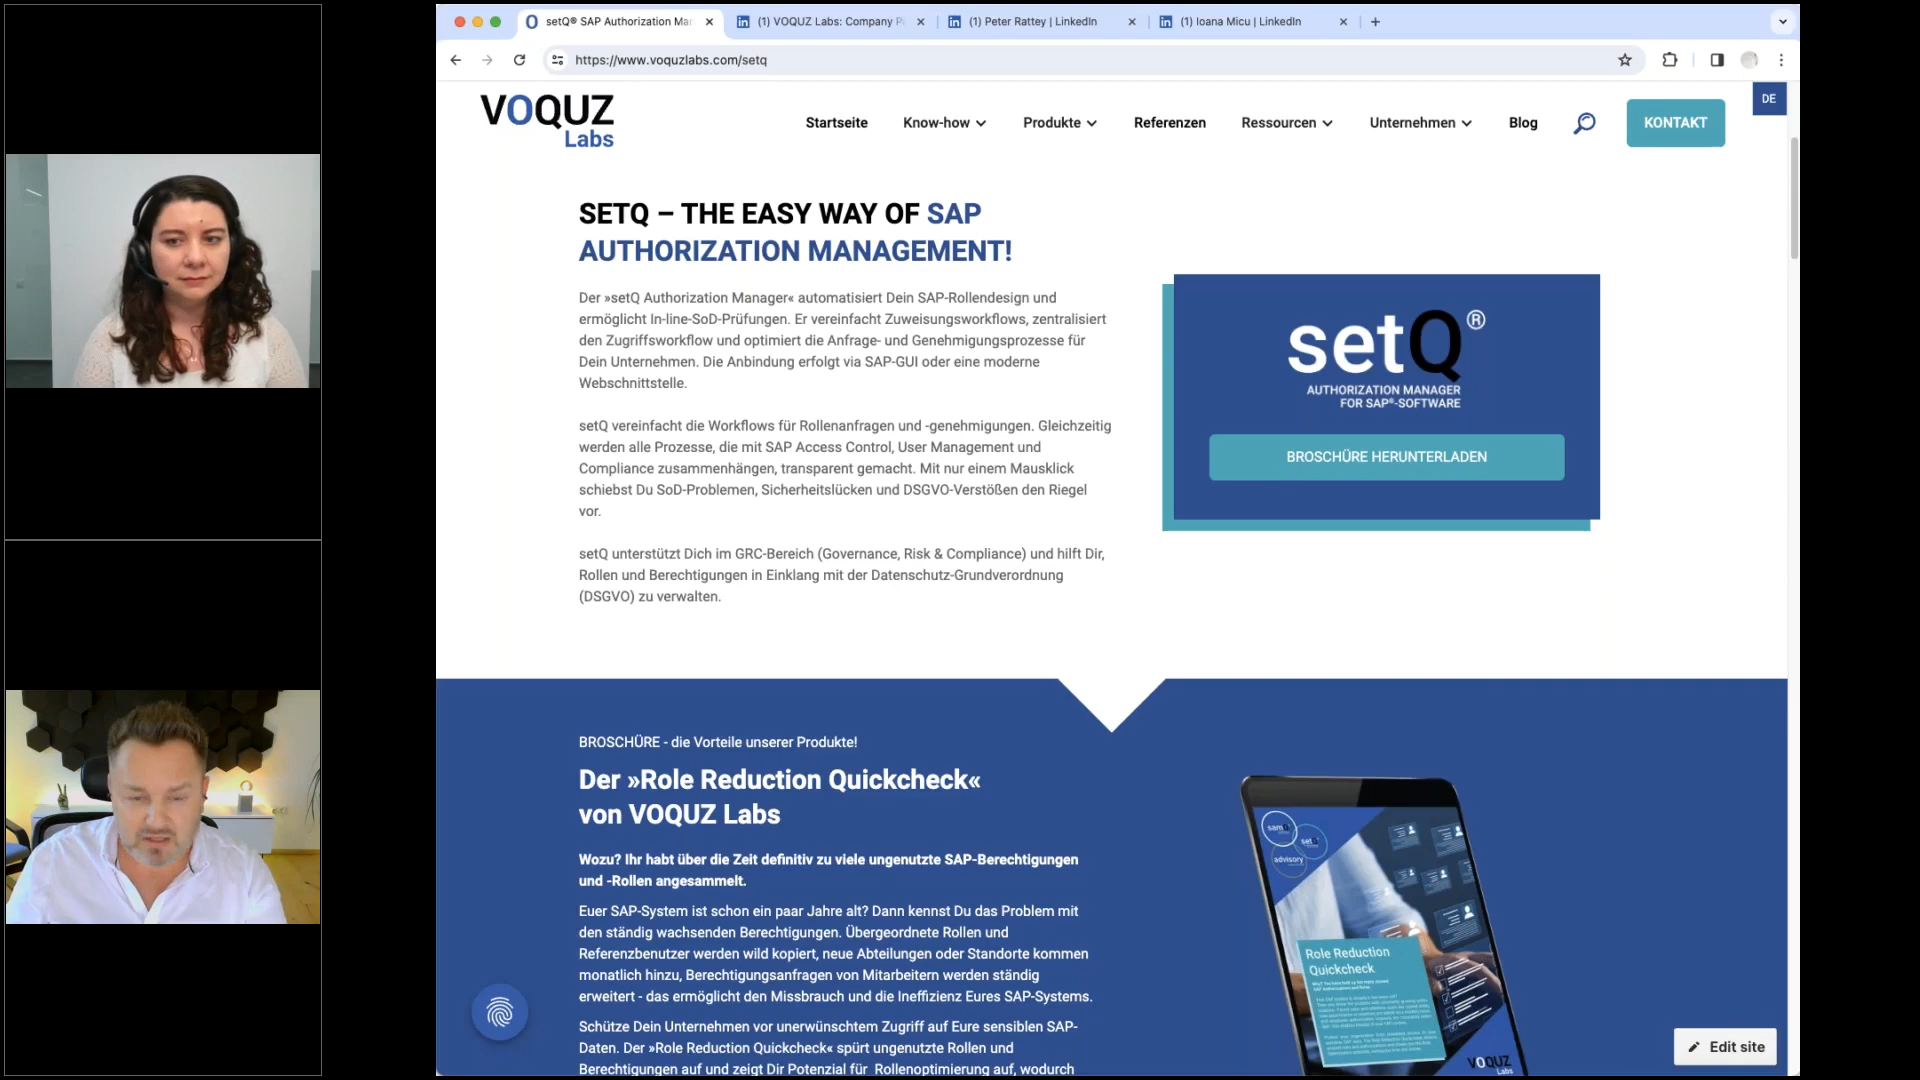 setQ® SAP Authorization Ma
(1) VOQUZ Labs: Company P
(1) Peter Rattey | LinkedIn
(1) Ioana Micu | LinkedIn
https://www.voquzlabs.com/setq
DE
VOQUZ
Labs
Startseite
Know-how
Produkte
Referenzen
Ressourcen
Unternehmen
Blog
KONTAKT
SETQ – THE EASY WAY OF SAP
AUTHORIZATION MANAGEMENT!
Der »setQ Authorization Manager« automatisiert Dein SAP-Rollendesign und
ermöglicht In-line-SoD-Prüfungen. Er vereinfacht Zuweisungsworkflows, zentralisiert
den Zugriffsworkflow und optimiert die Anfrage- und Genehmigungsprozesse für
Dein Unternehmen. Die Anbindung erfolgt via SAP-GUI oder eine moderne
Webschnittstelle.
setQ vereinfacht die Workflows für Rollenanfragen und -genehmigungen. Gleichzeitig
werden alle Prozesse, die mit SAP Access Control, User Management und
Compliance zusammenhängen, transparent gemacht. Mit nur einem Mausklick
schiebst Du SoD-Problemen, Sicherheitslücken und DSGVO-Verstößen den Riegel
vor.
setQ unterstützt Dich im GRC-Bereich (Governance, Risk & Compliance) und hilft Dir,
Rollen und Berechtigungen in Einklang mit der Datenschutz-Grundverordnung
(DSGVO) zu verwalten.
setQ®
AUTHORIZATION MANAGER
FOR SAP®-SOFTWARE
BROSCHÜRE HERUNTERLADEN
BROSCHÜRE - die Vorteile unserer Produkte!
Der »Role Reduction Quickcheck«
von VOQUZ Labs
Wozu? Ihr habt über die Zeit definitiv zu viele ungenutzte SAP-Berechtigungen
und -Rollen angesammelt.
Euer SAP-System ist schon ein paar Jahre alt? Dann kennst Du das Problem mit
den ständig wachsenden Berechtigungen. Übergeordnete Rollen und
Referenzbenutzer werden wild kopiert, neue Abteilungen oder Standorte kommen
monatlich hinzu, Berechtigungsanfragen von Mitarbeitern werden ständig
erweitert - das ermöglicht den Missbrauch und die Ineffizienz Eures SAP-Systems.
Schütze Dein Unternehmen vor unerwünschtem Zugriff auf Eure sensiblen SAP-
Daten. Der »Role Reduction Quickcheck« spürt ungenutzte Rollen und
Berechtigungen auf und zeigt Dir Potenzial für Rollenoptimierung auf, wodurch
samQ
setQ
advisory
Role Reduction
Quickcheck
VOQUZ
Labs
Edit site